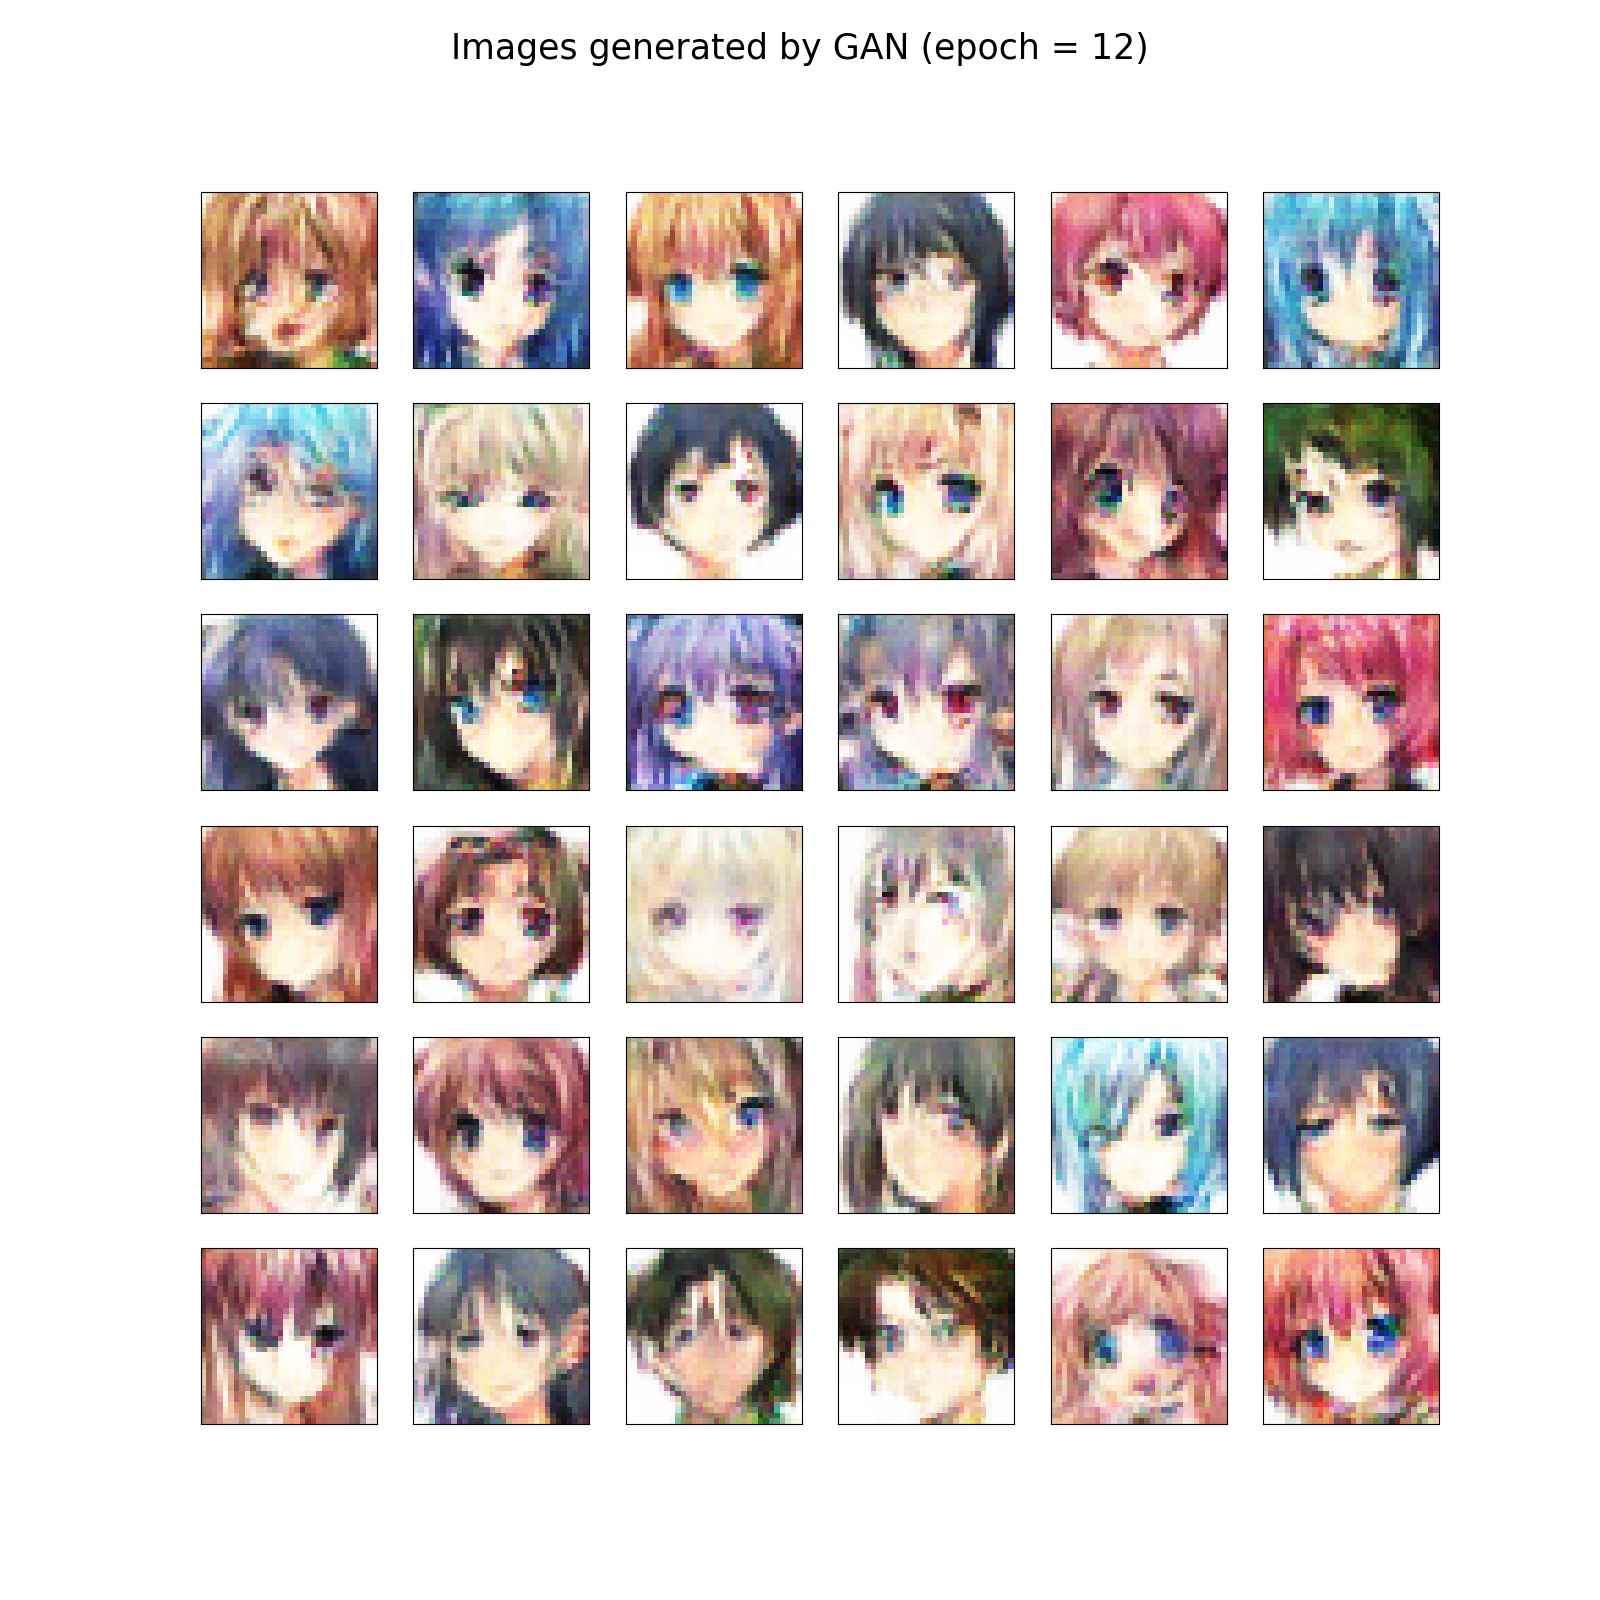 Images generated by GAN (epoch = 12)